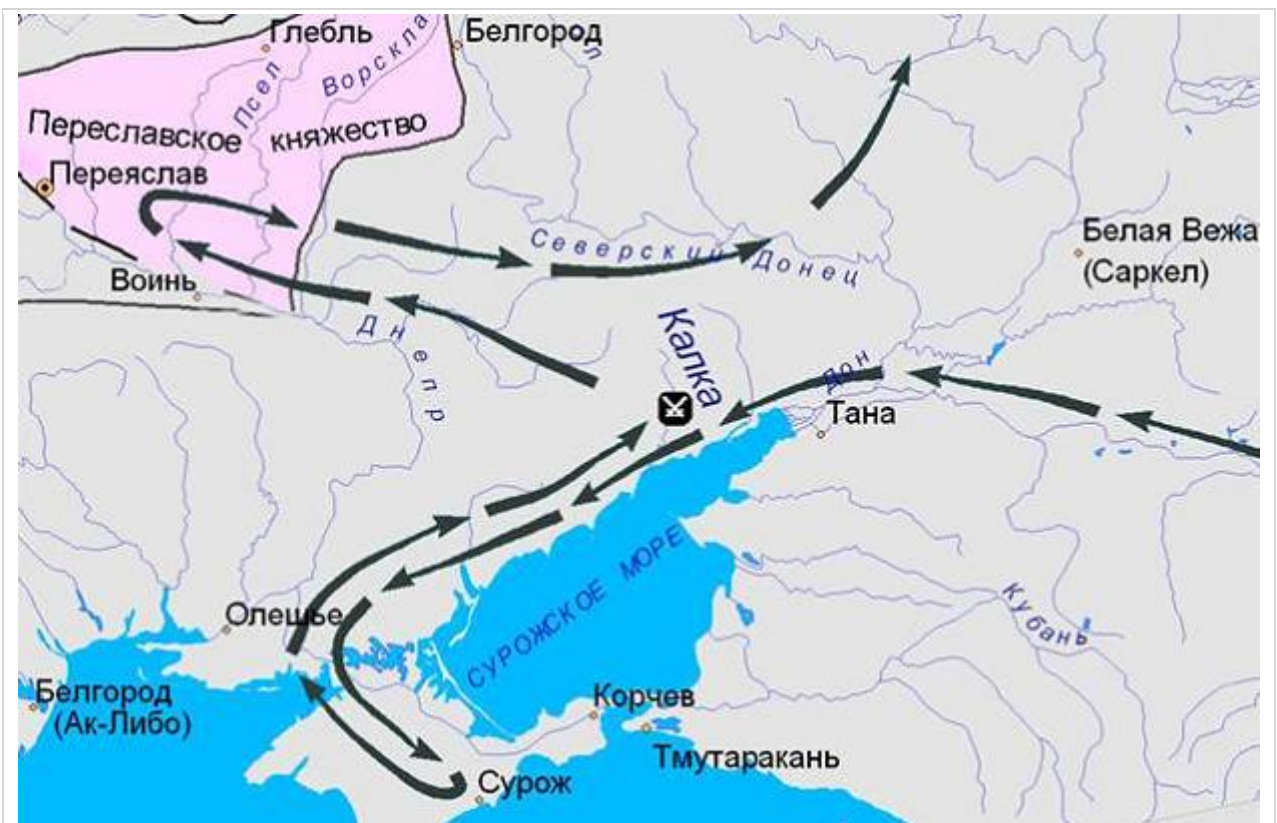 Глебль
Ворскла
Белгород
Псел
Переславское княжество
Переяслав
Воинь
Северский Донец
Белая Вежа
(Саркел)
Днепр
Калка
Дон
Тана
СУРОЖСКОЕ МОРЕ
Кубань
Олешье
Белгород
(Ак-Либо)
Корчев
Тмутаракань
Сурож